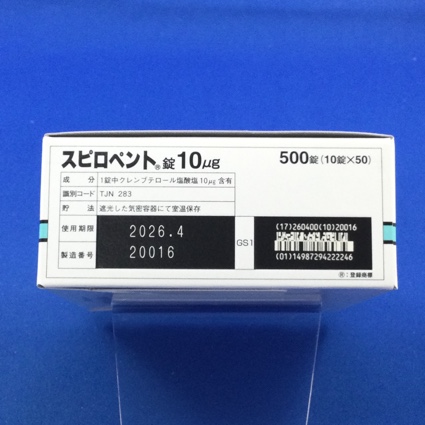 スピロペント®錠10μg 500錠(10錠×50)
成分 1錠中クレンブテロール塩酸塩10μg含有
識別コード TJN 283
貯法 遮光した気密容器にて室温保存
使用期限 2026.4
製造番号 20016
GS1
(17)260400(10)20016
(01)14987294222246
®:登録商標